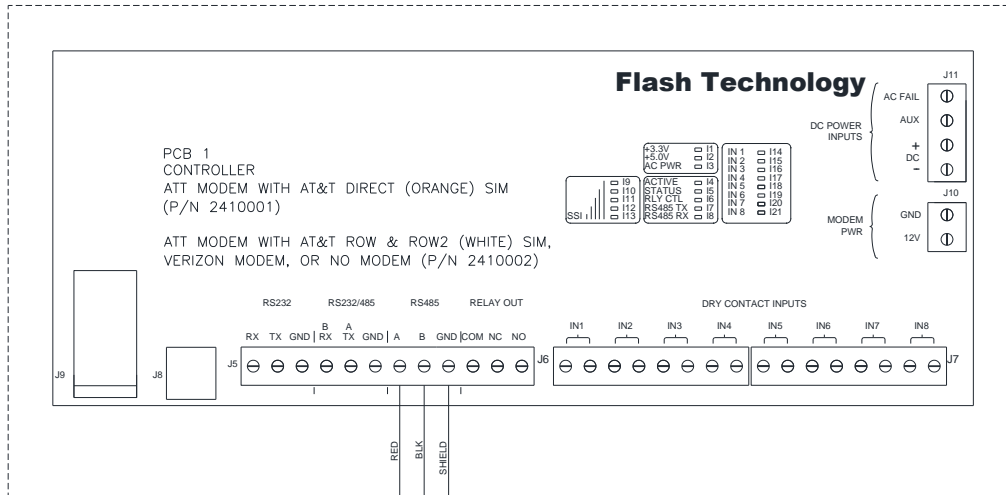 Flash Technology
J11
AC FAIL
AUX
+
DC
-
DC POWER
INPUTS
J10
GND
12V
MODEM
PWR
PCB 1
CONTROLLER
ATT MODEM WITH AT&T DIRECT (ORANGE) SIM
(P/N 2410001)
ATT MODEM WITH AT&T ROW & ROW2 (WHITE) SIM,
VERIZON MODEM, OR NO MODEM (P/N 2410002)
+3.3V I1
+5.0V I2
AC PWR I3
ACTIVE I4
STATUS I5
RLY CTL I6
RS485 TX I7
RS485 RX I8
SSI
I9
I10
I11
I12
I13
IN 1 I14
IN 2 I15
IN 3 I16
IN 4 I17
IN 5 I18
IN 6 I19
IN 7 I20
IN 8 I21
RS232 RS232/485 RS485 RELAY OUT
B A
RX TX GND RX TX GND A B GND COM NC NO
DRY CONTACT INPUTS
IN1 IN2 IN3 IN4 IN5 IN6 IN7 IN8
J9
J8
J5
J6
J7
RED
BLK
SHIELD